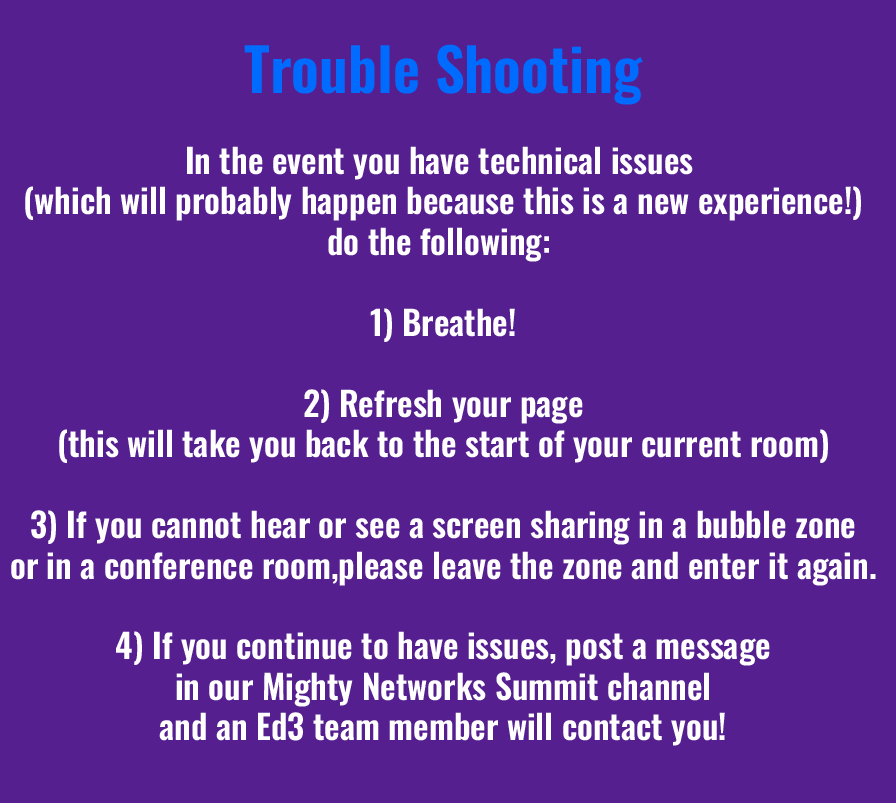 Trouble Shooting
In the event you have technical issues
(which will probably happen because this is a new experience!)
do the following:
1) Breathe!
2) Refresh your page
(this will take you back to the start of your current room)
3) If you cannot hear or see a screen sharing in a bubble zone
or in a conference room,please leave the zone and enter it again.
4) If you continue to have issues, post a message
in our Mighty Networks Summit channel
and an Ed3 team member will contact you!